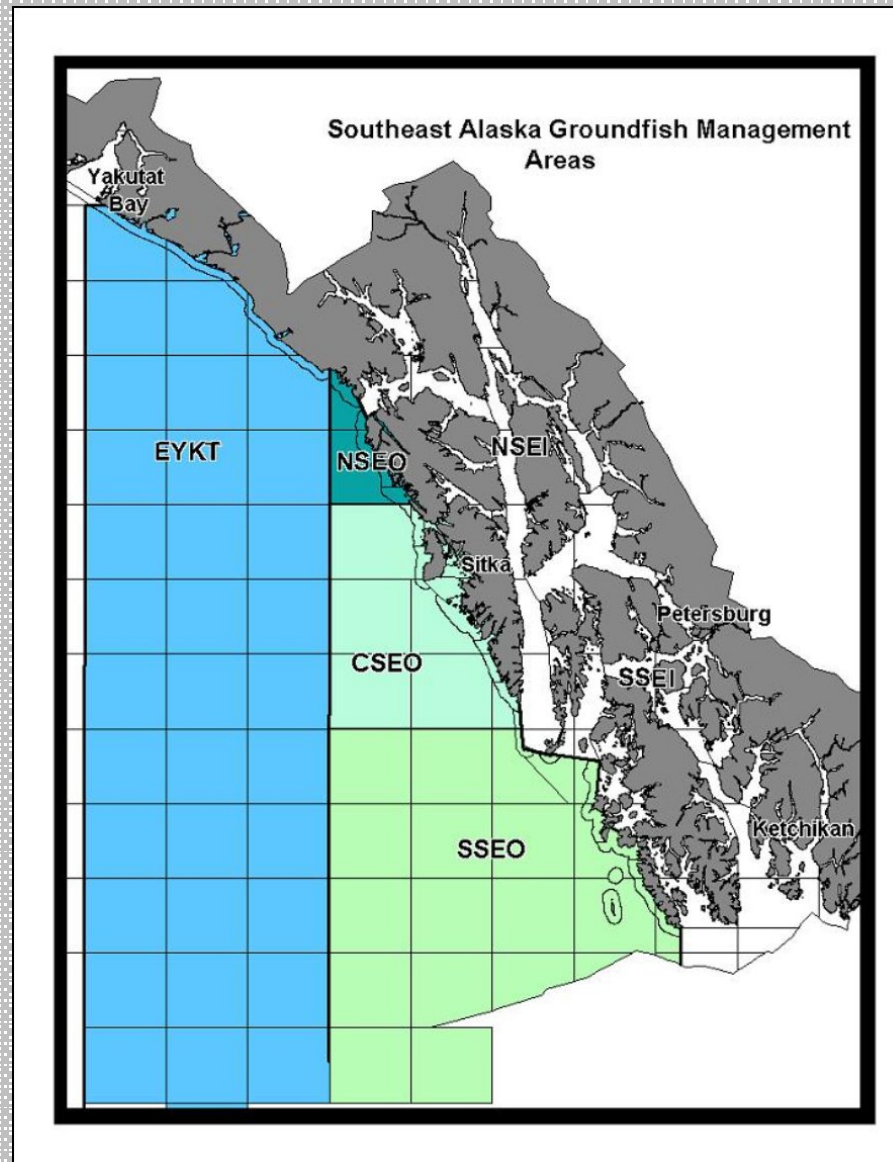 Southeast Alaska Groundfish Management
Areas
Yakutat
Bay
EYKT
NSEO
NSEI
Sitka
CSEO
Petersburg
SSEI
Ketchikan
SSEO